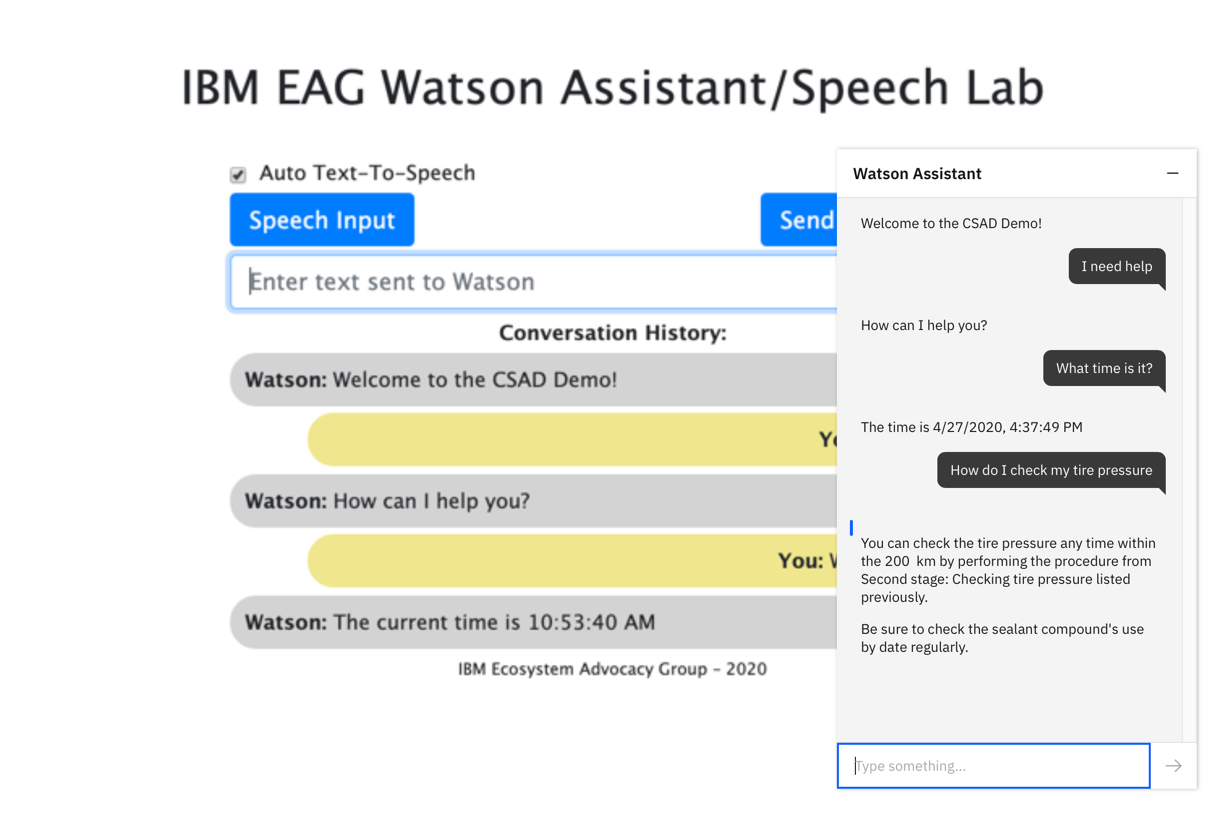 IBM EAG Watson Assistant/Speech Lab
Auto Text-To-Speech
Speech Input
Send
Enter text sent to Watson
Conversation History:
Watson: Welcome to the CSAD Demo!
Watson: How can I help you?
You:
Watson: The current time is 10:53:40 AM
IBM Ecosystem Advocacy Group - 2020
Watson Assistant
Welcome to the CSAD Demo!
I need help
How can I help you?
What time is it?
The time is 4/27/2020, 4:37:49 PM
How do I check my tire pressure
You can check the tire pressure any time within
the 200  km by performing the procedure from
Second stage: Checking tire pressure listed
previously.
Be sure to check the sealant compound's use
by date regularly.
Type something...